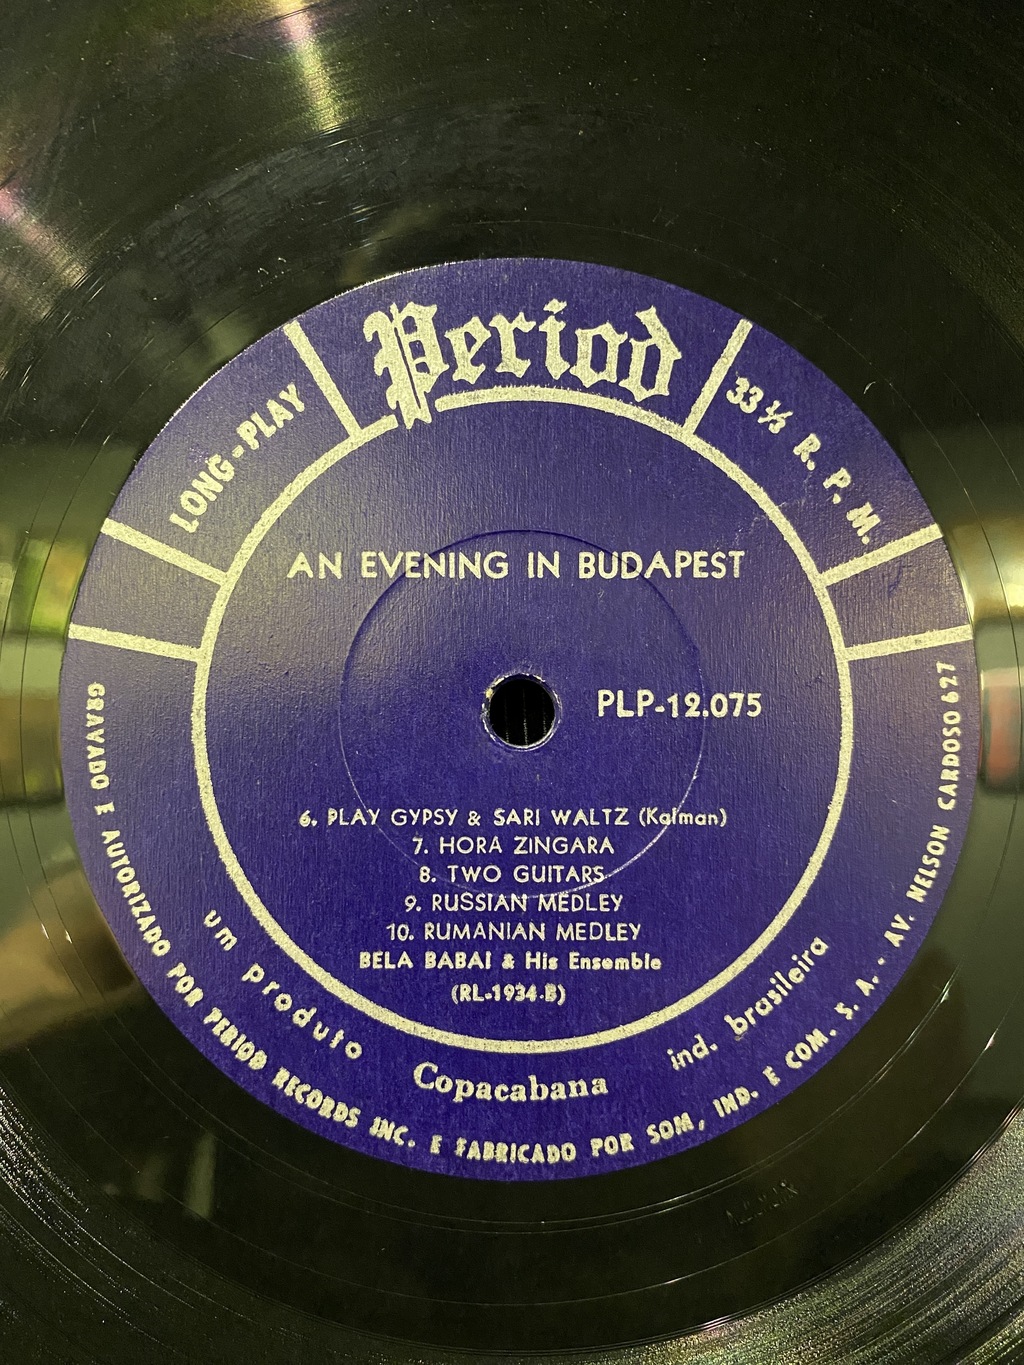 Period
LONG-PLAY
33 ⅓ R. P. M.
AN EVENING IN BUDAPEST
PLP-12.075
6. PLAY GYPSY & SARI WALTZ (Kalman)
7. HORA ZINGARA
8. TWO GUITARS
9. RUSSIAN MEDLEY
10. RUMANIAN MEDLEY
BELA BABAI & His Ensemble
(RL-1934-B)
um produto Copacabana ind. brasileira
GRAVADO E AUTORIZADO POR PERIOD RECORDS INC. E FABRICADO POR SOM, IND. E COM. S. A. - AV. NELSON CARDOSO 627